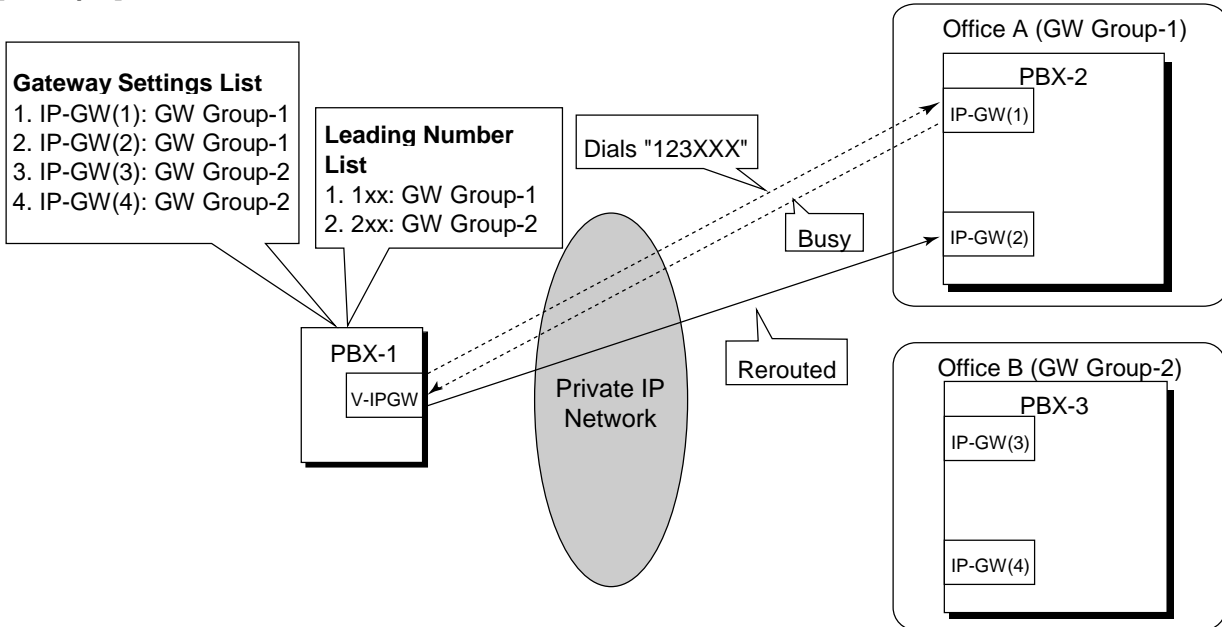 Gateway Settings List
1. IP-GW(1): GW Group-1
2. IP-GW(2): GW Group-1
3. IP-GW(3): GW Group-2
4. IP-GW(4): GW Group-2
Leading Number
List
1. 1xx: GW Group-1
2. 2xx: GW Group-2
Dials "123XXX"
Busy
Rerouted
PBX-1
V-IPGW
Private IP
Network
Office A (GW Group-1)
PBX-2
IP-GW(1)
IP-GW(2)
Office B (GW Group-2)
PBX-3
IP-GW(3)
IP-GW(4)